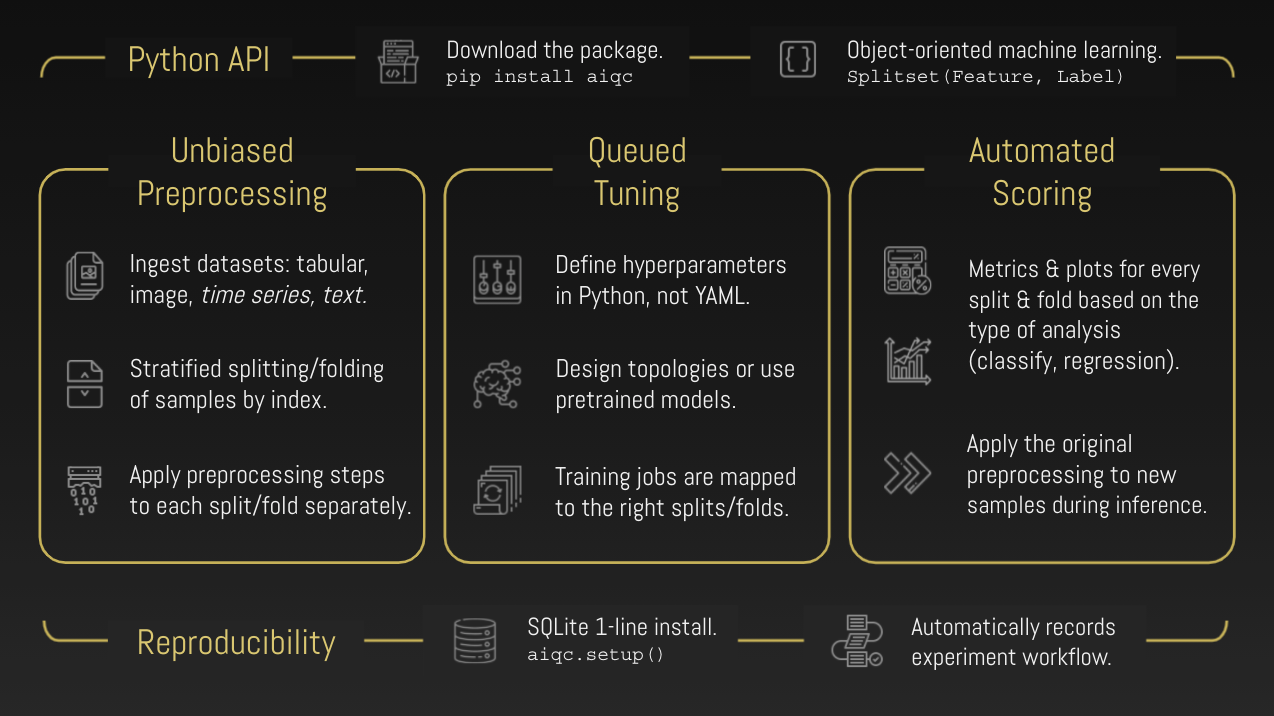 Python API
Download the package.
pip install aiqc
Object-oriented machine learning.
Splitset(Feature, Label)
Unbiased
Preprocessing
Ingest datasets: tabular,
image, time series, text.
Stratified splitting/folding
of samples by index.
Apply preprocessing steps
to each split/fold separately.
Queued
Tuning
Define hyperparameters
in Python, not YAML.
Design topologies or use
pretrained models.
Training jobs are mapped
to the right splits/folds.
Automated
Scoring
Metrics & plots for every
split & fold based on the
type of analysis
(classify, regression).
Apply the original
preprocessing to new
samples during inference.
Reproducibility
SQLite 1-line install.
aiqc.setup()
Automatically records
experiment workflow.